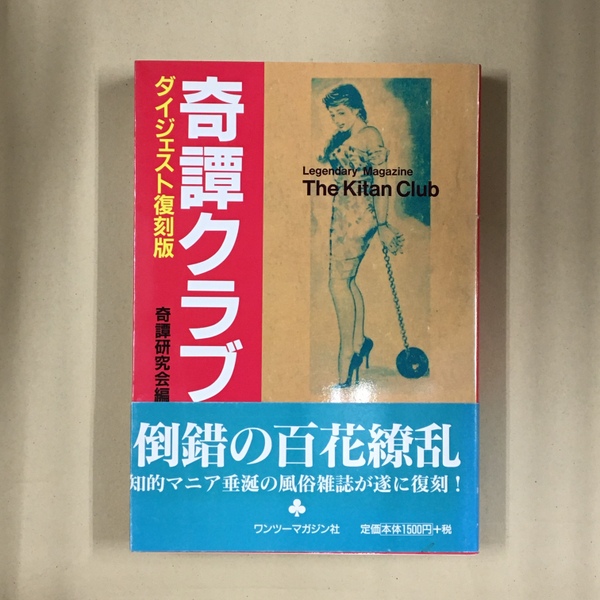 奇譚クラブ
ダイジェスト復刻版
奇譚研究会編
Legendary Magazine
The Kitan Club
倒錯の百花繚乱
知的マニア垂涎の風俗雑誌が遂に復刻！
ワンツーマガジン社
定価本体1500円+税